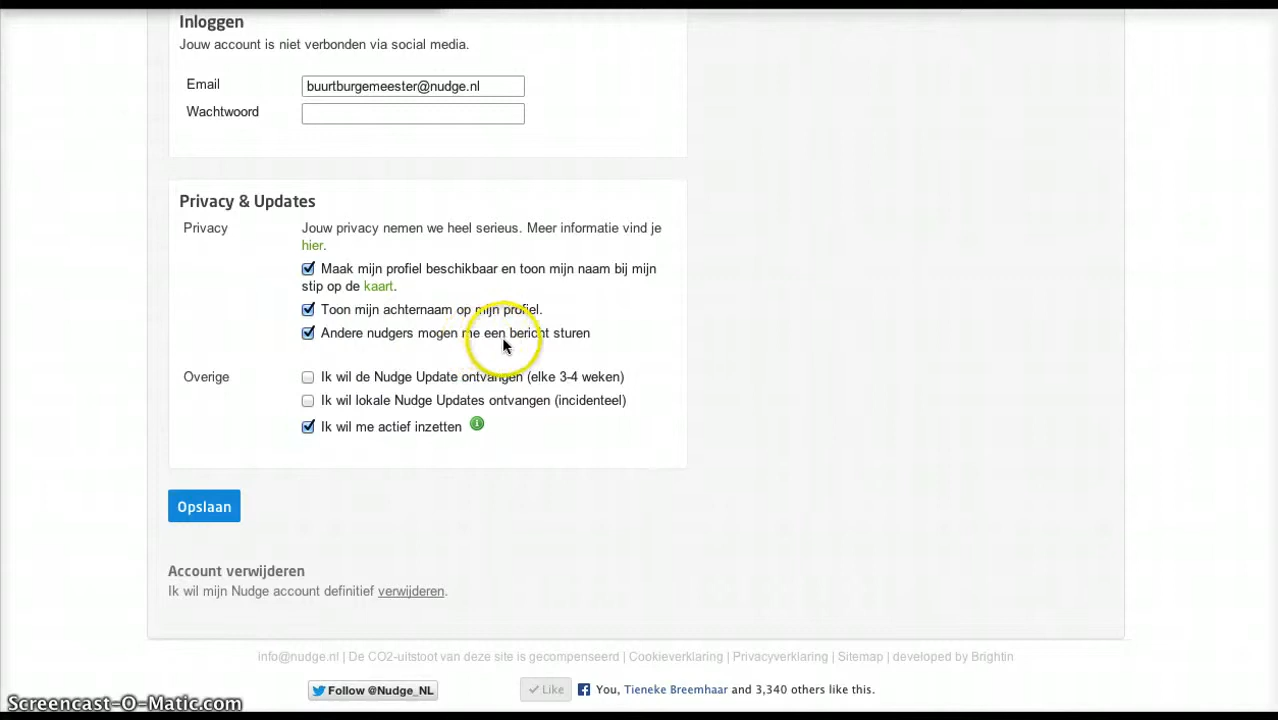 Inloggen
Jouw account is niet verbonden via social media.
Email buurtburgemeester@nudge.nl
Wachtwoord
Privacy & Updates
Privacy Jouw privacy nemen we heel serieus. Meer informatie vind je
hier.
Maak mijn profiel beschikbaar en toon mijn naam bij mijn
stip op de kaart.
Toon mijn achternaam op mijn profiel.
Andere nudgers mogen me een bericht sturen
Overige Ik wil de Nudge Update ontvangen (elke 3-4 weken)
Ik wil lokale Nudge Updates ontvangen (incidenteel)
Ik wil me actief inzetten
Opslaan
Account verwijderen
Ik wil mijn Nudge account definitief verwijderen.
info@nudge.nl | De CO2-uitstoot van deze site is gecompenseerd | Cookieverklaring | Privacyverklaring | Sitemap | developed by Brightin
Follow @Nudge_NL Like You, Tieneke Breemhaar and 3,340 others like this.
Screencast-O-Matic.com